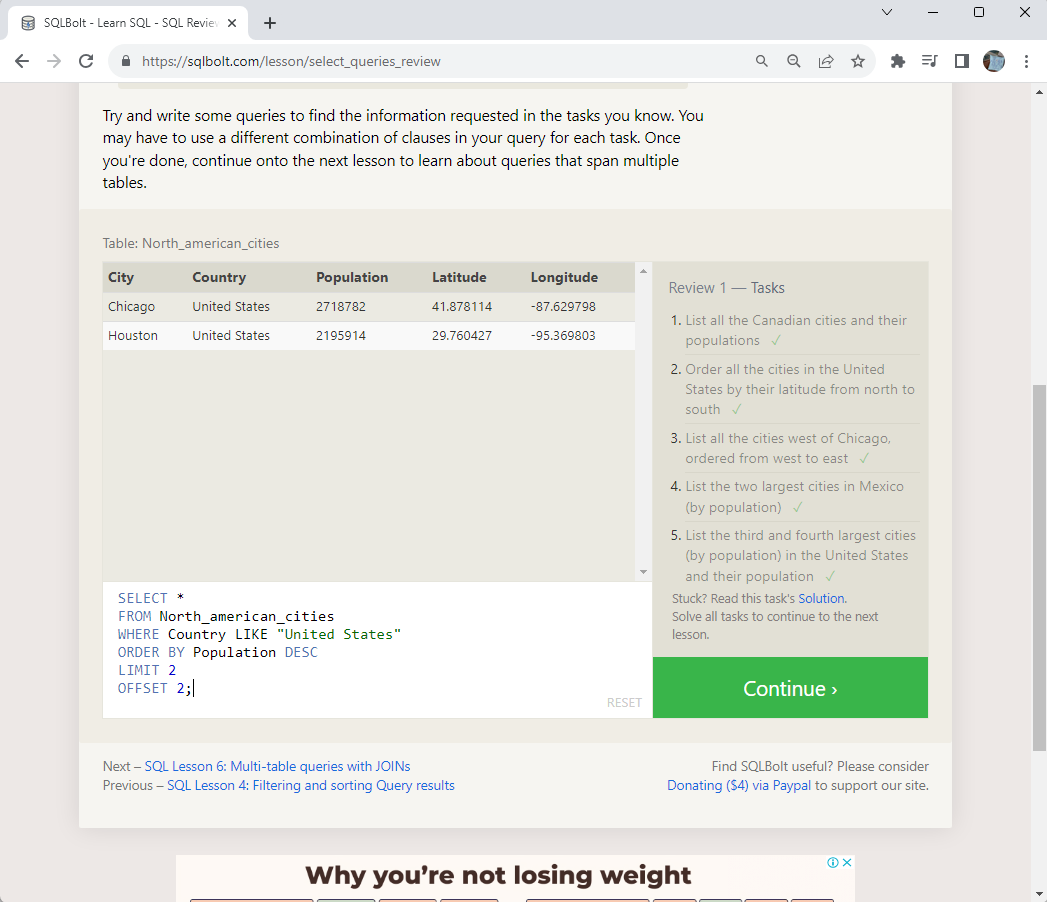 SQLBolt - Learn SQL - SQL Review
https://sqlbolt.com/lesson/select_queries_review
Try and write some queries to find the information requested in the tasks you know. You
may have to use a different combination of clauses in your query for each task. Once
you're done, continue onto the next lesson to learn about queries that span multiple
tables.
Table: North_american_cities
City Country Population Latitude Longitude
Chicago United States 2718782 41.878114 -87.629798
Houston United States 2195914 29.760427 -95.369803
Review 1 — Tasks
1. List all the Canadian cities and their
populations ✓
2. Order all the cities in the United
States by their latitude from north to
south ✓
3. List all the cities west of Chicago,
ordered from west to east ✓
4. List the two largest cities in Mexico
(by population) ✓
5. List the third and fourth largest cities
(by population) in the United States
and their population ✓
Stuck? Read this task's Solution.
Solve all tasks to continue to the next
lesson.
Continue ›
SELECT *
FROM North_american_cities
WHERE Country LIKE "United States"
ORDER BY Population DESC
LIMIT 2
OFFSET 2;
RESET
Next – SQL Lesson 6: Multi-table queries with JOINs
Previous – SQL Lesson 4: Filtering and sorting Query results
Find SQLBolt useful? Please consider
Donating ($4) via Paypal to support our site.
Why you're not losing weight